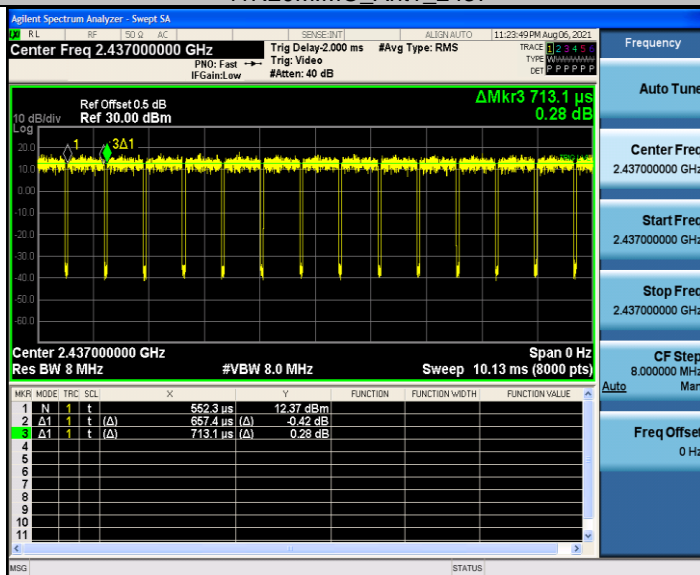 Agilent Spectrum Analyzer - Swept SA
LXI RL RF 50 Ω AC SENSE:INT ALIGN AUTO 11:23:49 PM Aug 06, 2021
Center Freq 2.437000000 GHz Trig Delay-2.000 ms #Avg Type: RMS TRACE 1 2 3 4 5 6
PNO: Fast Trig: Video TYPE W
IFGain:Low #Atten: 40 dB DET P P P P P P
Frequency
Auto Tune
Center Freq
2.437000000 GHz
Start Freq
2.437000000 GHz
Stop Freq
2.437000000 GHz
CF Step
8.000000 MHz
Auto Man
Freq Offset
0 Hz
ΔMkr3 713.1 µs
0.28 dB
Ref Offset 0.5 dB
10 dB/div Ref 30.00 dBm
Log
1 3Δ1
20.0
10.0
0.00
-10.0
-20.0
-30.0
-40.0
-50.0
-60.0
Center 2.437000000 GHz Span 0 Hz
Res BW 8 MHz #VBW 8.0 MHz Sweep 10.13 ms (8000 pts)
MKR MODE TRC SCL X Y FUNCTION FUNCTION WIDTH FUNCTION VALUE
1 N 1 t 552.3 µs 12.37 dBm
2 Δ1 1 t (Δ) 657.4 µs (Δ) -0.42 dB
3 Δ1 1 t (Δ) 713.1 µs (Δ) 0.28 dB
4
5
6
7
8
9
10
11
MSG STATUS